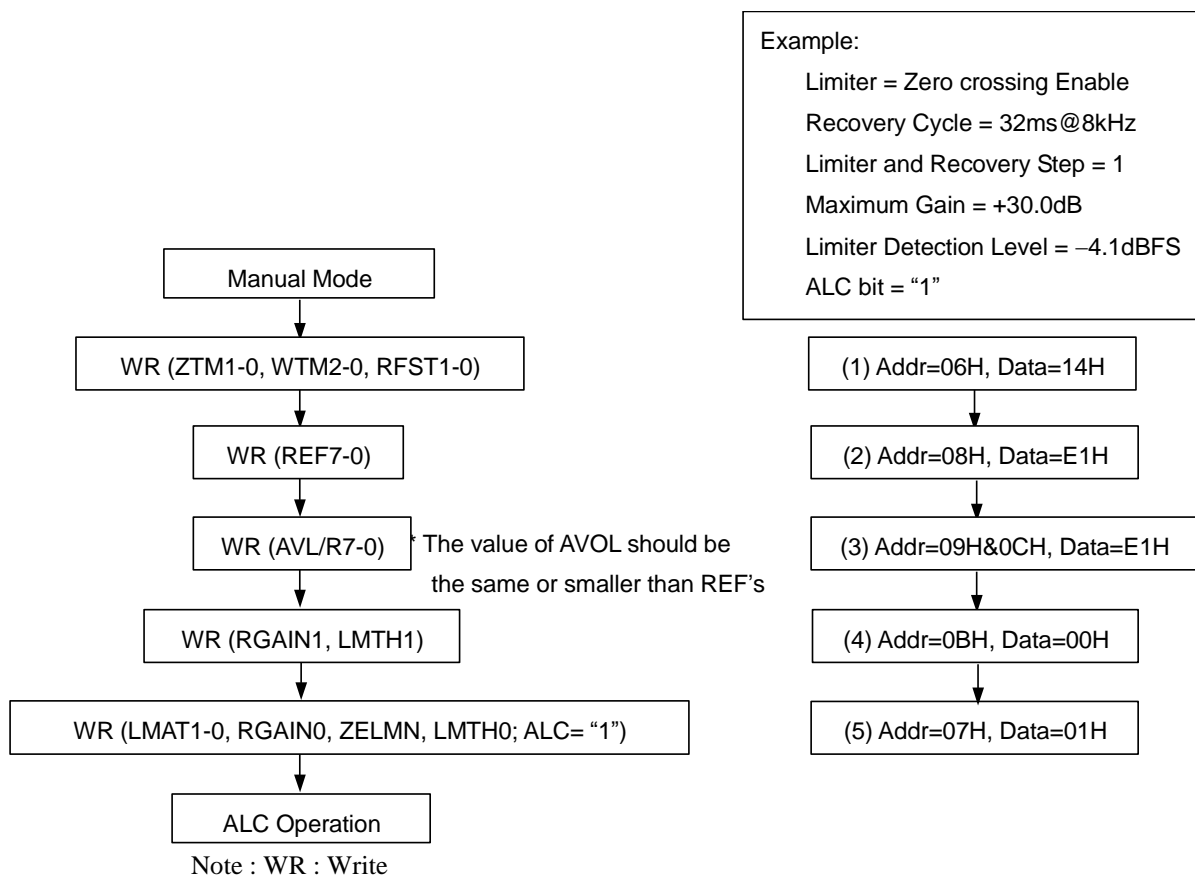 Example:
Limiter = Zero crossing Enable
Recovery Cycle = 32ms@8kHz
Limiter and Recovery Step = 1
Maximum Gain = +30.0dB
Limiter Detection Level = −4.1dBFS
ALC bit = “1”
Manual Mode
WR (ZTM1-0, WTM2-0, RFST1-0)
WR (REF7-0)
WR (AVL/R7-0)
* The value of AVOL should be
the same or smaller than REF’s
WR (RGAIN1, LMTH1)
WR (LMAT1-0, RGAIN0, ZELMN, LMTH0; ALC= “1”)
ALC Operation
Note : WR : Write
(1) Addr=06H, Data=14H
(2) Addr=08H, Data=E1H
(3) Addr=09H&0CH, Data=E1H
(4) Addr=0BH, Data=00H
(5) Addr=07H, Data=01H